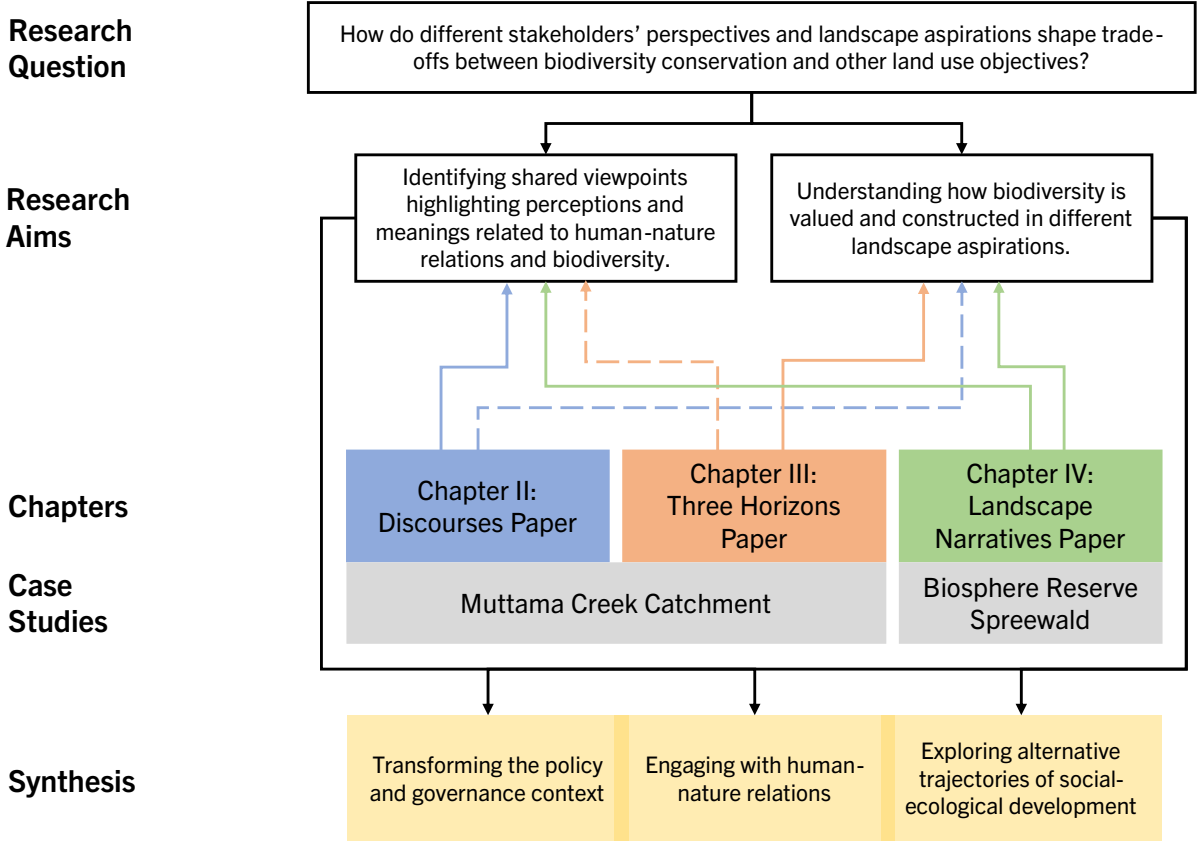 Research
Question
How do different stakeholders’ perspectives and landscape aspirations shape trade-
offs between biodiversity conservation and other land use objectives?
Research
Aims
Identifying shared viewpoints
highlighting perceptions and
meanings related to human-nature
relations and biodiversity.
Understanding how biodiversity is
valued and constructed in different
landscape aspirations.
Chapters
Chapter II:
Discourses Paper
Chapter III:
Three Horizons
Paper
Chapter IV:
Landscape
Narratives Paper
Case
Studies
Muttama Creek Catchment
Biosphere Reserve
Spreewald
Synthesis
Transforming the policy
and governance context
Engaging with human-
nature relations
Exploring alternative
trajectories of social-
ecological development